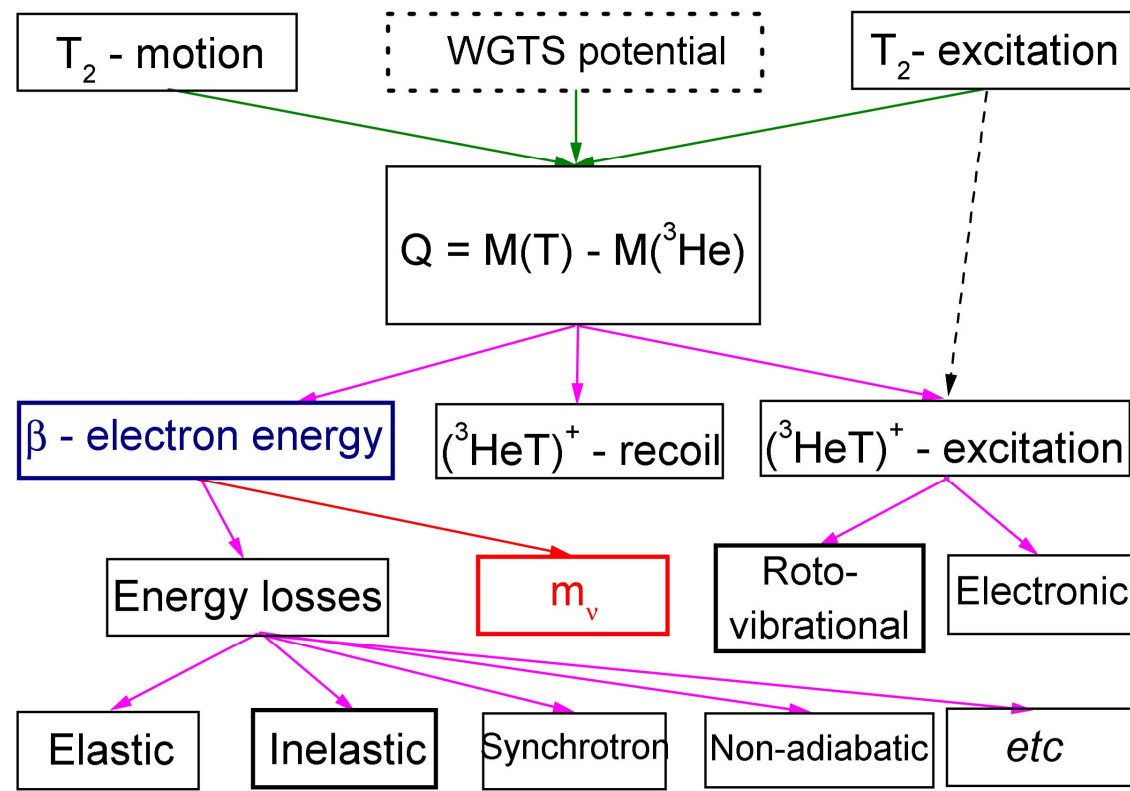 T₂ - motion
WGTS potential
T₂- excitation
Q = M(T) - M(³He)
β - electron energy
(³HeT)⁺ - recoil
(³HeT)⁺ - excitation
Energy losses
mᵥ
Roto-
vibrational
Electronic
Elastic
Inelastic
Synchrotron
Non-adiabatic
etc